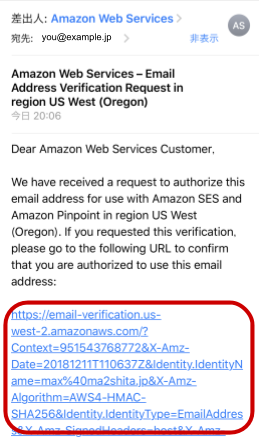 差出人: Amazon Web Services
AS
宛先: you@example.jp
非表示
Amazon Web Services – Email
Address Verification Request in
region US West (Oregon)
今日 20:06
Dear Amazon Web Services Customer,
We have received a request to authorize this
email address for use with Amazon SES and
Amazon Pinpoint in region US West
(Oregon). If you requested this verification,
please go to the following URL to confirm
that you are authorized to use this email
address:
https://email-verification.us-
west-2.amazonaws.com/?
Context=951543768772&X-Amz-
Date=20181211T110637Z&Identity.IdentityN
ame=max%40ma2shita.jp&X-Amz-
Algorithm=AWS4-HMAC-
SHA256&Identity.IdentityType=EmailAddres
s&X-Amz-SignedHeaders=host&X-Amz-